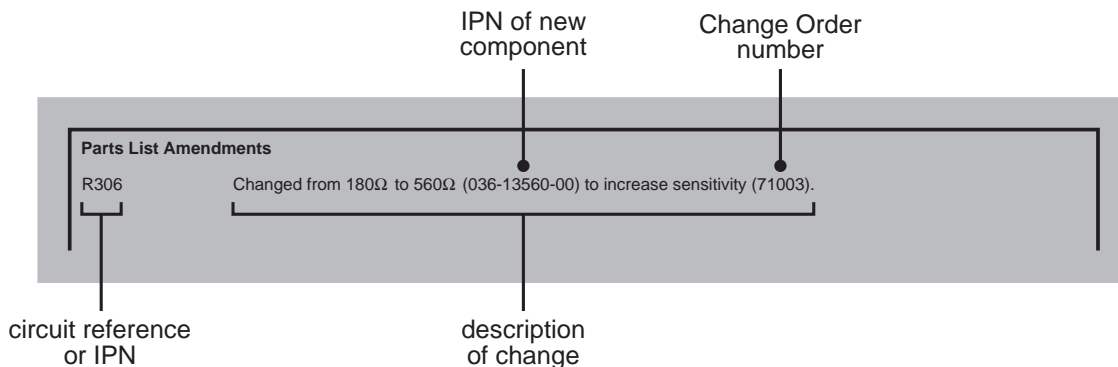 IPN of new
component
Change Order
number
Parts List Amendments
R306 Changed from 180Ω to 560Ω (036-13560-00) to increase sensitivity (71003).
circuit reference
or IPN
description
of change